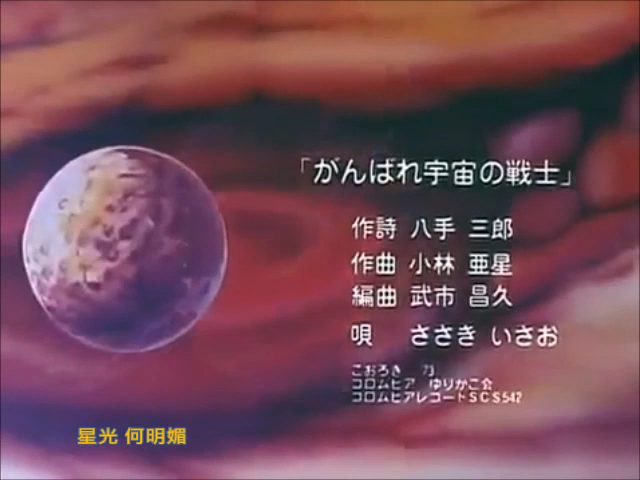 「がんばれ宇宙の戦士」
作詩 八手 三郎
作曲 小林 亜星
編曲 武市 昌久
唄 ささき いさお
こおろぎ 73
コロムビア ゆりかご会
コロムビアレコードSCS542
星光 何明媚